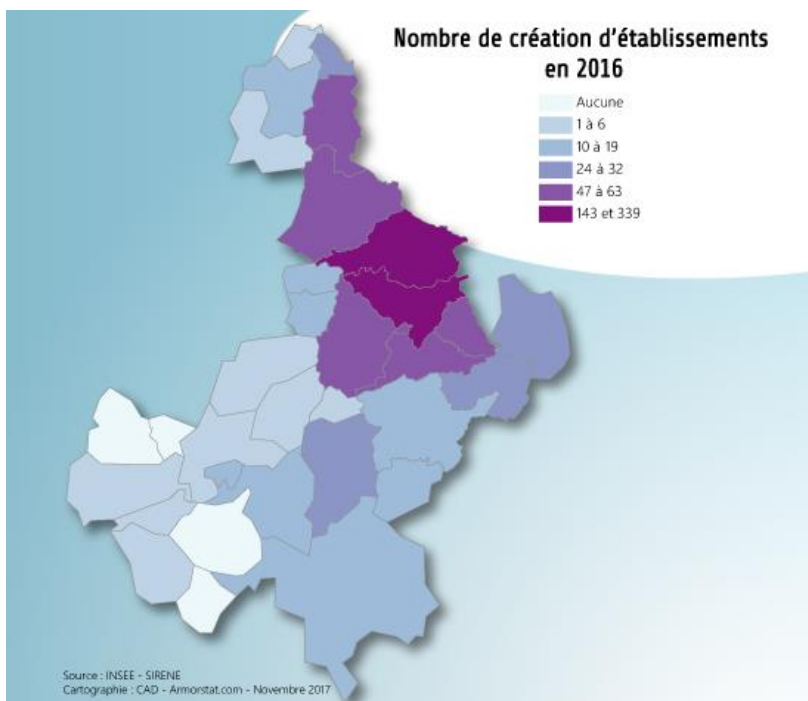 Nombre de création d'établissements
en 2016
Aucune
1 à 6
10 à 19
24 à 32
47 à 63
143 et 339
Source : INSEE - SIRENE
Cartographie : CAD - Armorstat.com - Novembre 2017